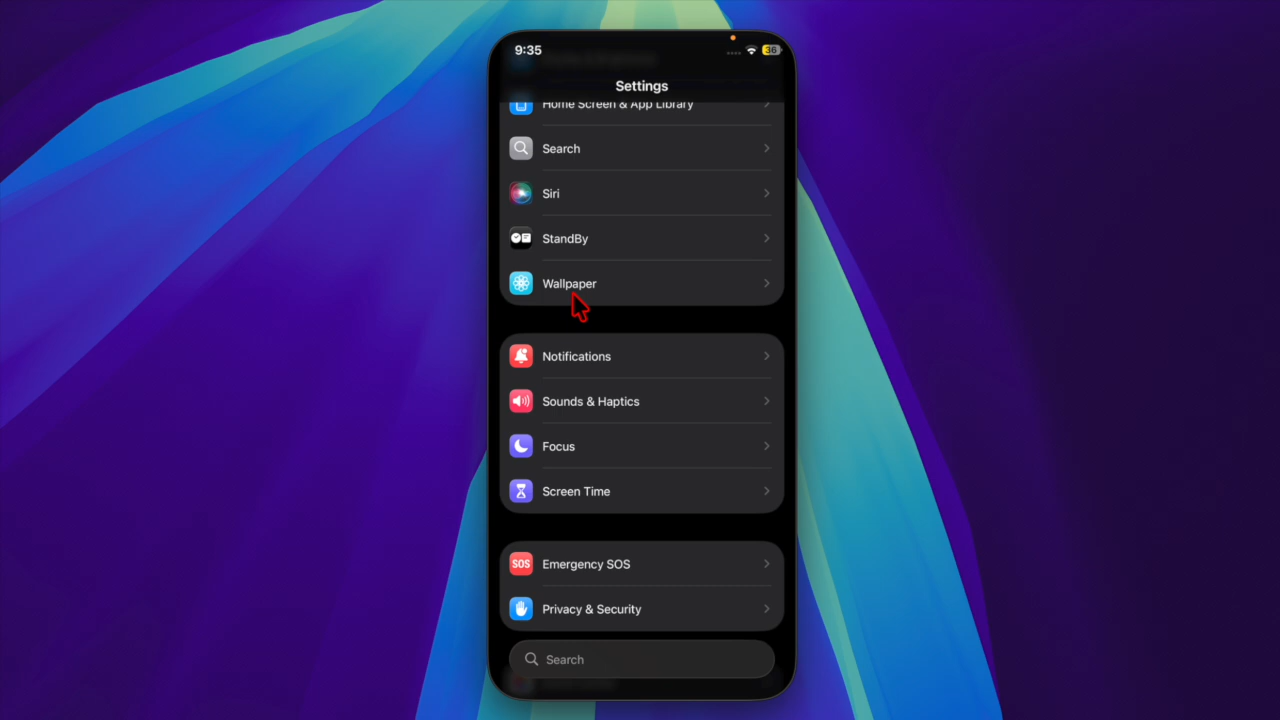 9:35
36
Settings
Home Screen & App Library
Search
Siri
StandBy
Wallpaper
Notifications
Sounds & Haptics
Focus
Screen Time
SOS
Emergency SOS
Privacy & Security
Search